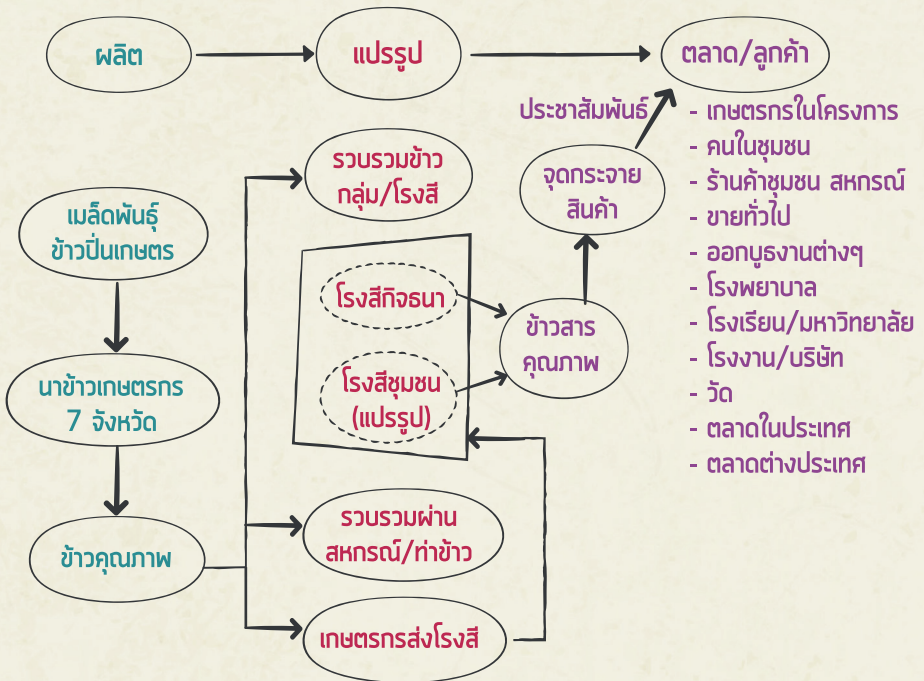 ผลิต
แปรรูป
ตลาด/ลูกค้า
เมล็ดพันธุ์
ข้าวปิ่นเกษตร
นาข้าวเกษตรกร
7 จังหวัด
ข้าวคุณภาพ
รวบรวมข้าว
กลุ่ม/โรงสี
โรงสีกิจธนา
โรงสีชุมชน
(แปรรูป)
รวบรวมผ่าน
สหกรณ์/ท่าข้าว
เกษตรกรส่งโรงสี
ข้าวสาร
คุณภาพ
จุดกระจาย
สินค้า
ประชาสัมพันธ์
- เกษตรกรในโครงการ
- คนในชุมชน
- ร้านค้าชุมชน สหกรณ์
- ขายทั่วไป
- ออกบูธงานต่างๆ
- โรงพยาบาล
- โรงเรียน/มหาวิทยาลัย
- โรงงาน/บริษัท
- วัด
- ตลาดในประเทศ
- ตลาดต่างประเทศ